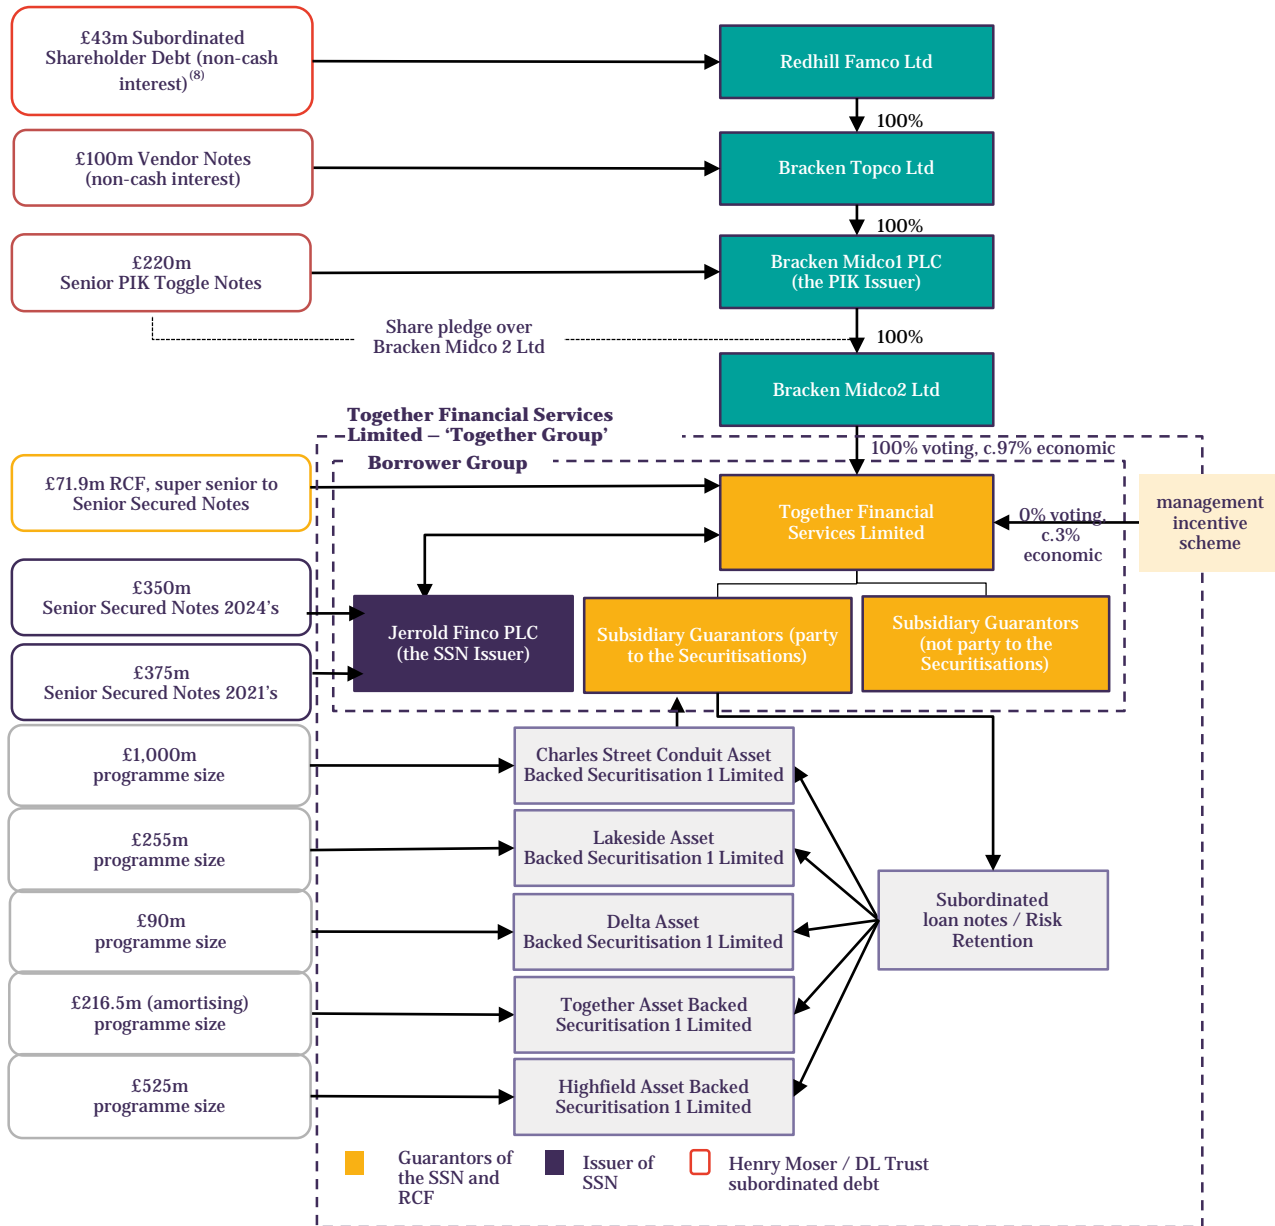 £43m Subordinated
Shareholder Debt (non-cash
interest)(8)
Redhill Famco Ltd
100%
£100m Vendor Notes
(non-cash interest)
Bracken Topco Ltd
100%
£220m
Senior PIK Toggle Notes
Bracken Midco1 PLC
(the PIK Issuer)
Share pledge over
Bracken Midco 2 Ltd
100%
Bracken Midco2 Ltd
Together Financial Services
Limited – ‘Together Group’
100% voting, c.97% economic
Borrower Group
£71.9m RCF, super senior to
Senior Secured Notes
Together Financial
Services Limited
0% voting,
c.3%
economic
management
incentive
scheme
£350m
Senior Secured Notes 2024’s
£375m
Senior Secured Notes 2021’s
Jerrold Finco PLC
(the SSN Issuer)
Subsidiary Guarantors (party
to the Securitisations)
Subsidiary Guarantors
(not party to the
Securitisations)
£1,000m
programme size
Charles Street Conduit Asset
Backed Securitisation 1 Limited
£255m
programme size
Lakeside Asset
Backed Securitisation 1 Limited
£90m
programme size
Delta Asset
Backed Securitisation 1 Limited
Subordinated
loan notes / Risk
Retention
£216.5m (amortising)
programme size
Together Asset Backed
Securitisation 1 Limited
£525m
programme size
Highfield Asset Backed
Securitisation 1 Limited
Guarantors of
the SSN and
RCF
Issuer of
SSN
Henry Moser / DL Trust
subordinated debt